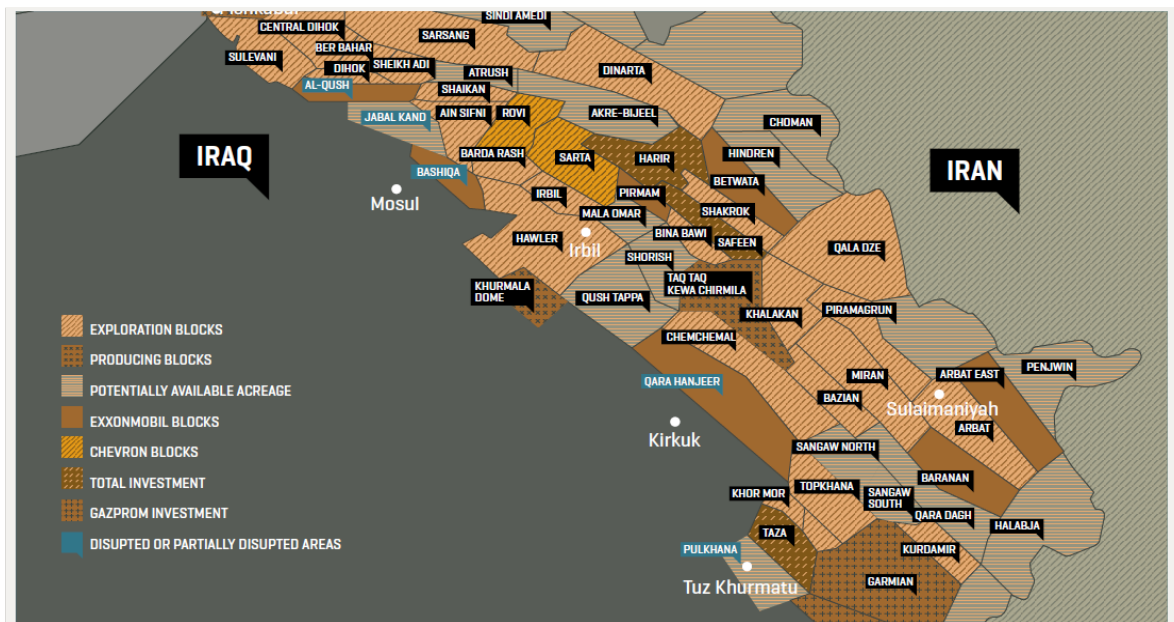 SINDI AMEDI
CENTRAL DIHOK
SARSANG
BER BAHAR
SULEVANI
DIHOK
SHEIKH ADI
ATRUSH
DINARTA
AL-QUSH
SHAIKAN
JABAL KAND
AIN SIFNI
ROVI
AKRE-BIJEEL
CHOMAN
IRAQ
BARDA RASH
SARTA
HARIR
HINDREN
IRAN
BASHIQA
BETWATA
Mosul
IRBIL
PIRMAM
MALA OMAR
SHAKROK
HAWLER
Irbil
BINA BAWI
SAFEEN
QALA DZE
SHORISH
KHURMALA
DOME
QUSH TAPPA
TAQ TAQ
KEWA CHIRMILA
KHALAKAN
PIRAMAGRUN
EXPLORATION BLOCKS
PRODUCING BLOCKS
POTENTIALLY AVAILABLE ACREAGE
EXXONMOBIL BLOCKS
CHEVRON BLOCKS
TOTAL INVESTMENT
GAZPROM INVESTMENT
DISUPTED OR PARTIALLY DISUPTED AREAS
CHEMCHEMAL
QARA HANJEER
MIRAN
ARBAT EAST
PENJWIN
BAZIAN
Sulaimaniyah
Kirkuk
ARBAT
SANGAW NORTH
BARANAN
KHOR MOR
TOPKHANA
SANGAW
SOUTH
QARA DAGH
HALABJA
TAZA
PULKHANA
KURDAMIR
Tuz Khurmatu
GARMIAN